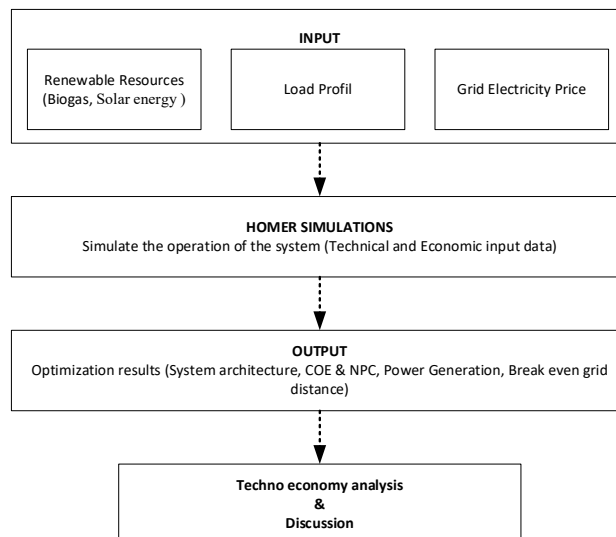 INPUT
Renewable Resources
(Biogas, Solar energy )
Load Profil
Grid Electricity Price
HOMER SIMULATIONS
Simulate the operation of the system (Technical and Economic input data)
OUTPUT
Optimization results (System architecture, COE & NPC, Power Generation, Break even grid
distance)
Techno economy analysis
&
Discussion